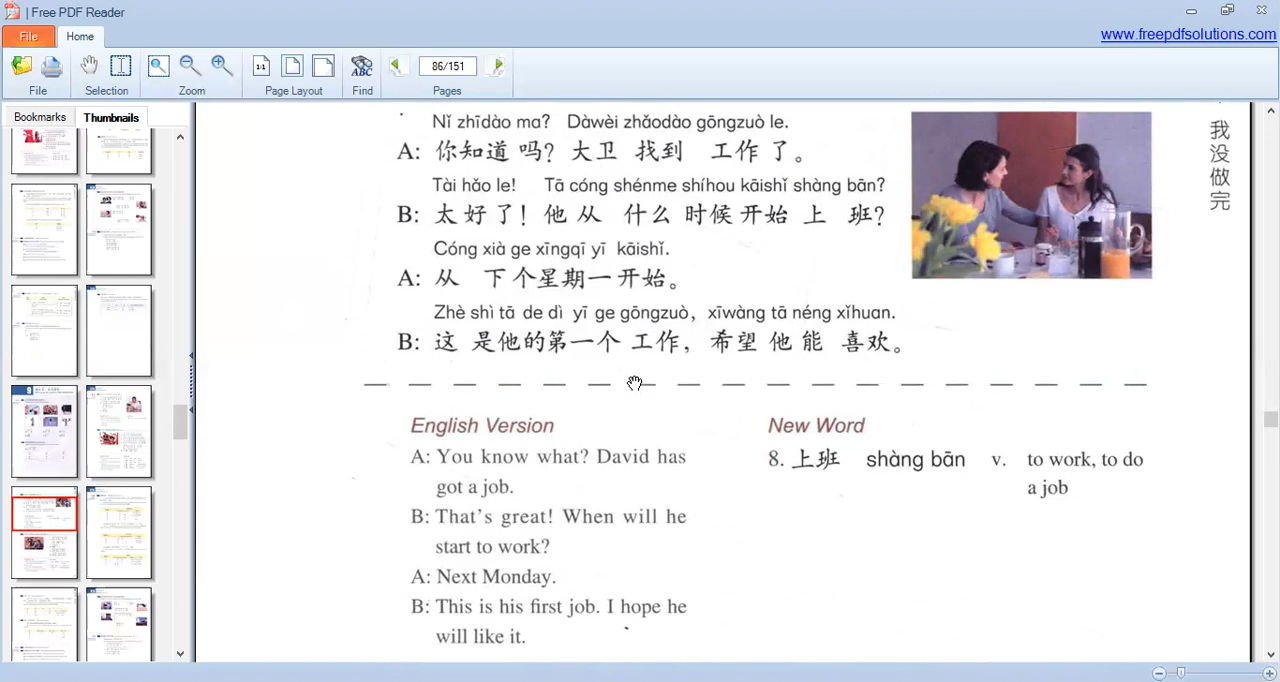 Free PDF Reader
File
Home
www.freepdfsolutions.com
1:1
ABC
86/151
File
Selection
Zoom
Page Layout
Find
Pages
Bookmarks
Thumbnails
Nǐ zhīdào ma? Dàwèi zhǎodào gōngzuò le.
A: 你知道吗？大卫 找到 工作了。
Tài hǎo le! Tā cóng shénme shíhou kāishǐ shàng bān?
B: 太好了！他从 什么时候开始上 班？
Cóng xià ge xīngqī yī kāishǐ.
A: 从 下个星期一开始。
Zhè shì tā de dì yī ge gōngzuò, xīwàng tā néng xǐhuan.
B: 这 是他的第一个 工作，希望 他能 喜欢。
我没做完
English Version
A: You know what? David has
got a job.
B: That's great! When will he
start to work?
A: Next Monday.
B: This is his first job. I hope he
will like it.
New Word
8. 上班 shàng bān v. to work, to do
a job